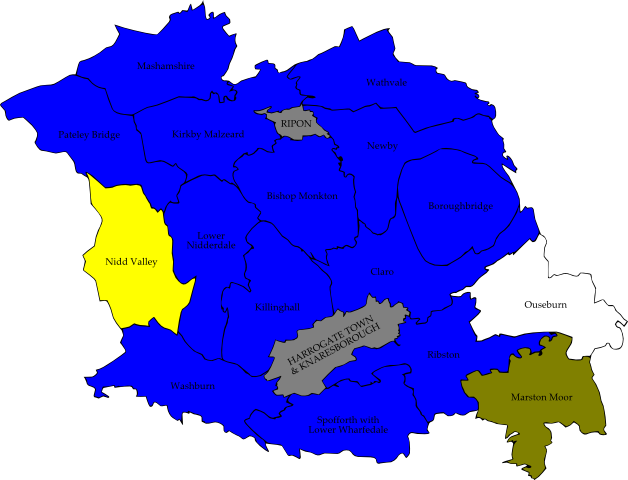 Mashamshire
Wathvale
Pateley Bridge
Kirkby Malzeard
RIPON
Newby
Bishop Monkton
Boroughbridge
Lower
Nidderdale
Nidd Valley
Claro
Killinghall
Ouseburn
HARROGATE TOWN
& KNARESBOROUGH
Ribston
Washburn
Marston Moor
Spofforth with
Lower Wharfedale